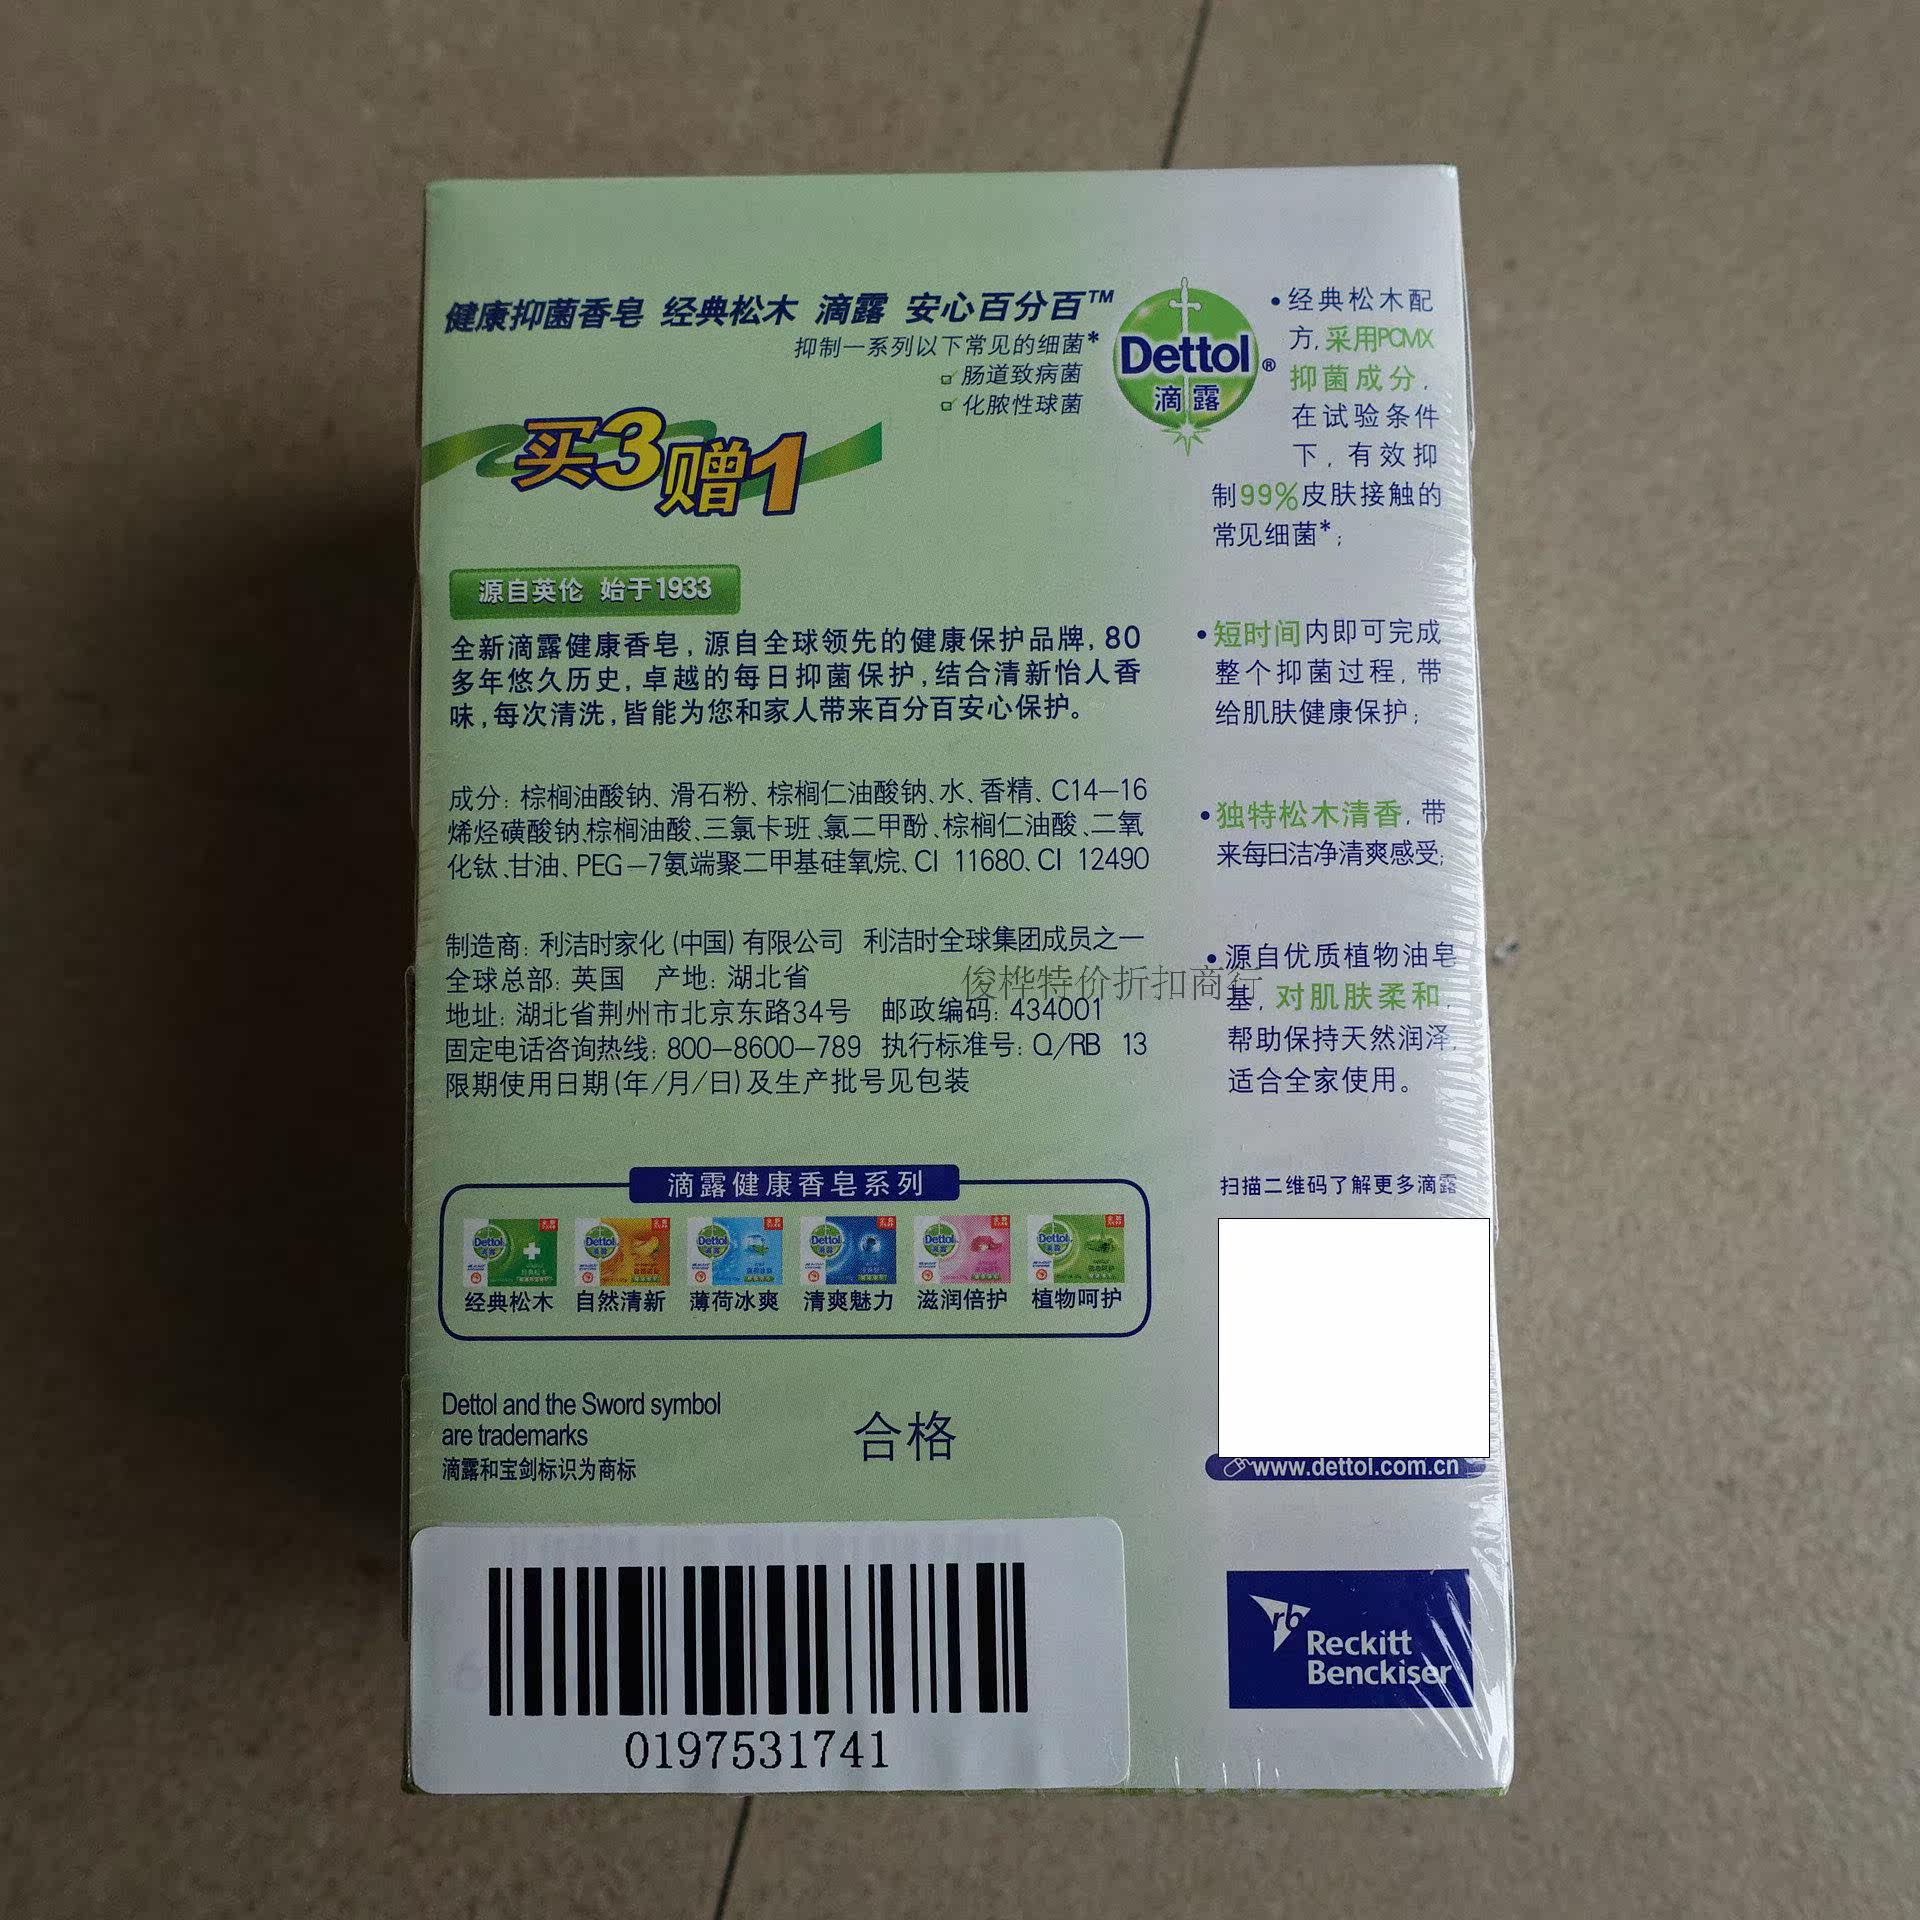 健康抑菌香皂 经典松木 滴露 安心百分百™
抑制一系列以下常见的细菌*
肠道致病菌
化脓性球菌
Dettol®
滴露
买3赠1
源自英伦 始于1933
全新滴露健康香皂,源自全球领先的健康保护品牌,80
多年悠久历史,卓越的每日抑菌保护,结合清新怡人香
味,每次清洗,皆能为您和家人带来百分百安心保护。
成分: 棕榈油酸钠、滑石粉、棕榈仁油酸钠、水、香精、C14-16
烯烃磺酸钠、棕榈油酸、三氯卡班、氯二甲酚、棕榈仁油酸、二氧
化钛、甘油、PEG-7氨端聚二甲基硅氧烷、CI 11680、CI 12490
制造商: 利洁时家化(中国)有限公司 利洁时全球集团成员之一
全球总部: 英国 产地: 湖北省
地址: 湖北省荆州市北京东路34号 邮政编码: 434001
固定电话咨询热线: 800-8600-789 执行标准号: Q/RB 13
限期使用日期(年/月/日)及生产批号见包装
•经典松木配
方,采用PCMX
抑菌成分,
在试验条件
下,有效抑
制99%皮肤接触的
常见细菌*;
•短时间内即可完成
整个抑菌过程,带
给肌肤健康保护;
•独特松木清香,带
来每日洁净清爽感受;
•源自优质植物油皂
基,对肌肤柔和,
帮助保持天然润泽,
适合全家使用。
俊桦特价折扣商行
滴露健康香皂系列
经典松木 自然清新 薄荷冰爽 清爽魅力 滋润倍护 植物呵护
扫描二维码了解更多滴露
www.dettol.com.cn
Dettol and the Sword symbol
are trademarks
滴露和宝剑标识为商标
合格
rb
Reckitt
Benckiser
0197531741